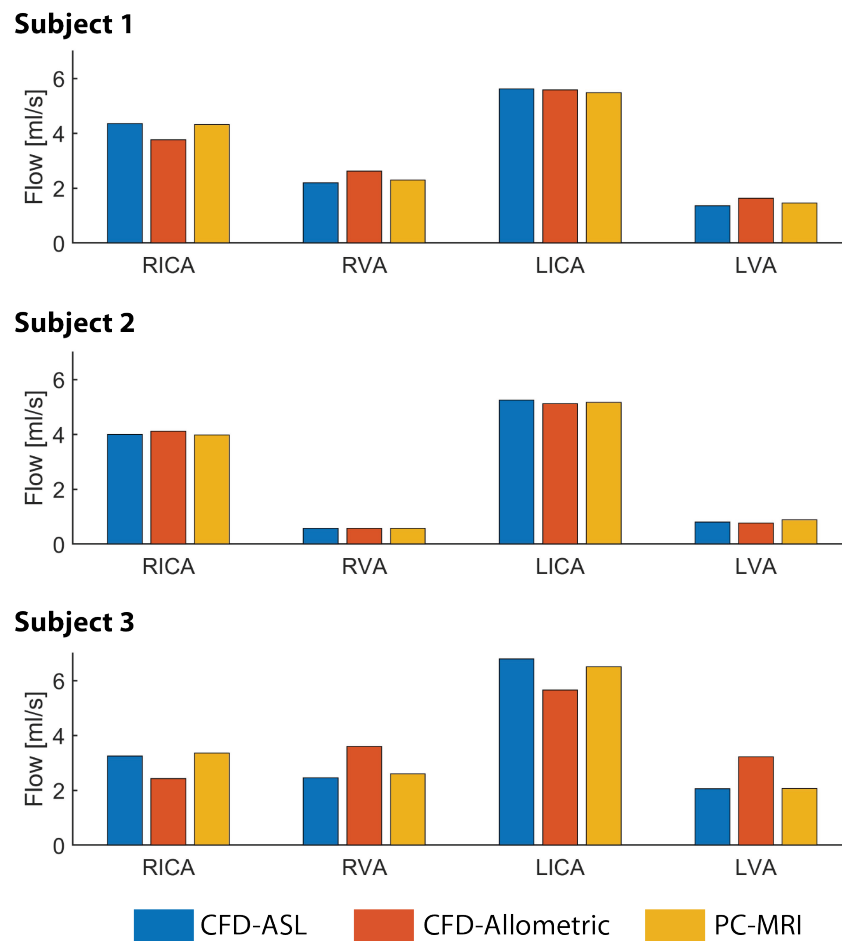 Subject 1
Flow [ml/s]
6
4
2
0
RICA RVA LICA LVA
Subject 2
Flow [ml/s]
6
4
2
0
RICA RVA LICA LVA
Subject 3
Flow [ml/s]
6
4
2
0
RICA RVA LICA LVA
CFD-ASL CFD-Allometric PC-MRI